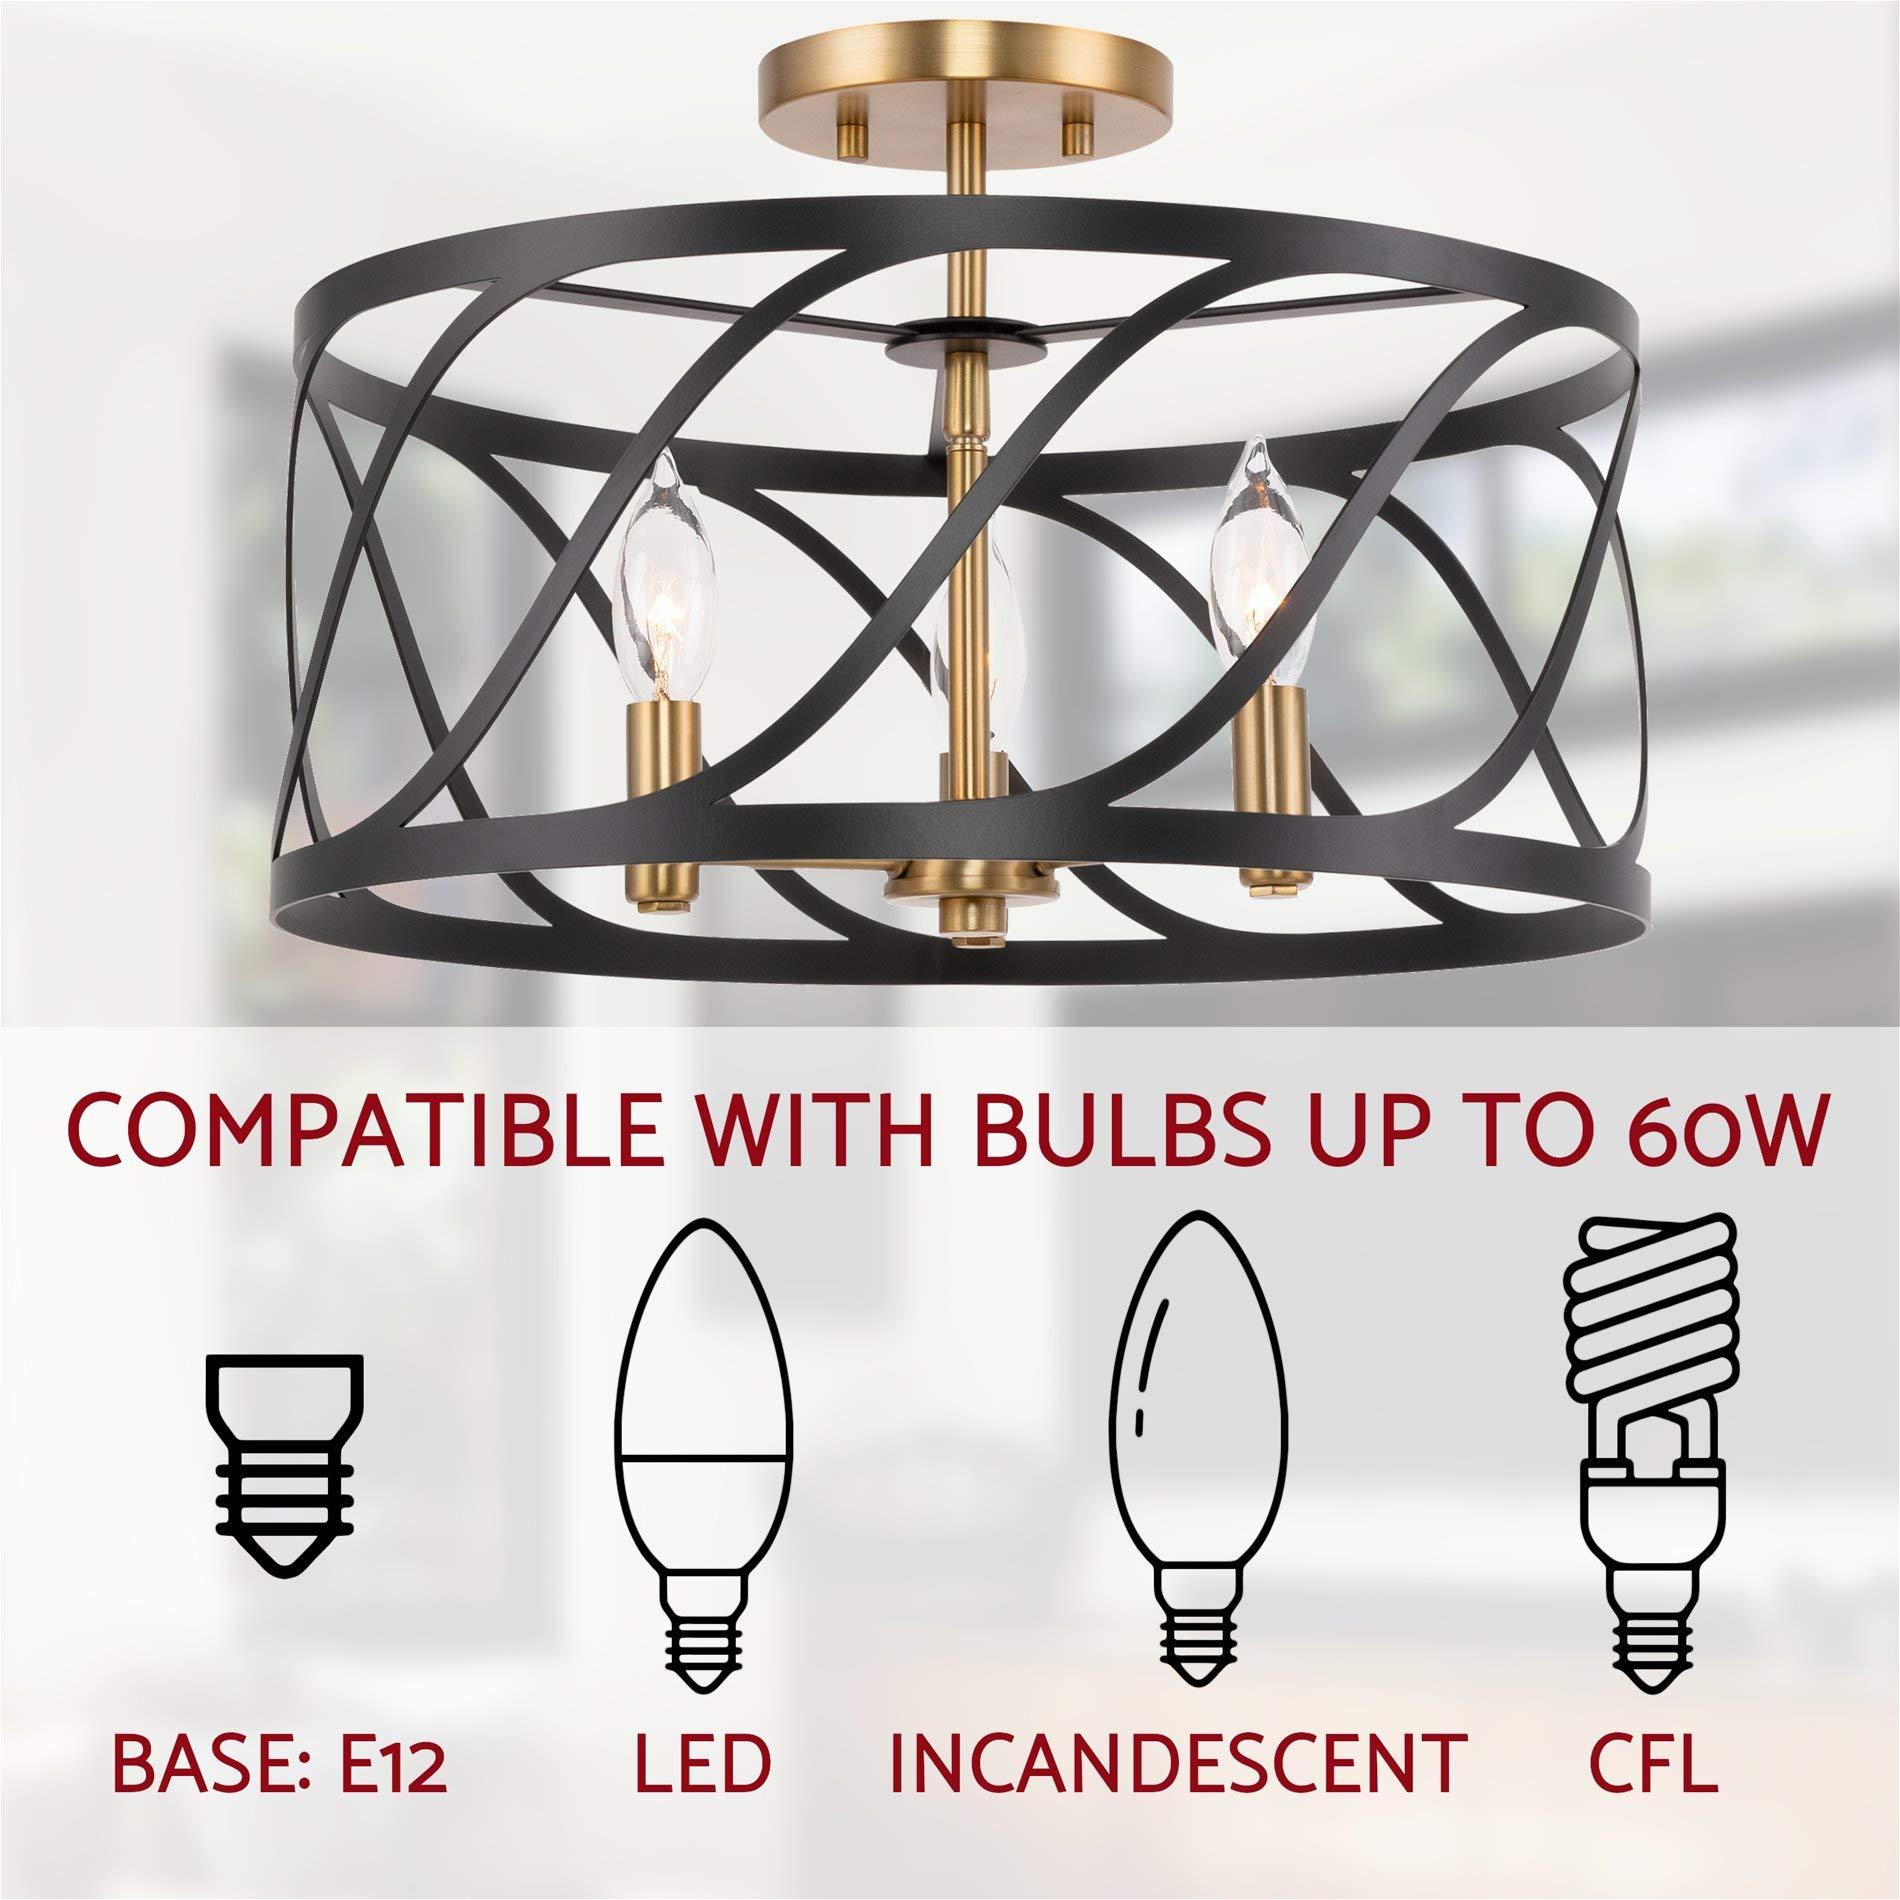 COMPATIBLE WITH BULBS UP TO 60W
BASE: E12
LED
INCANDESCENT
CFL